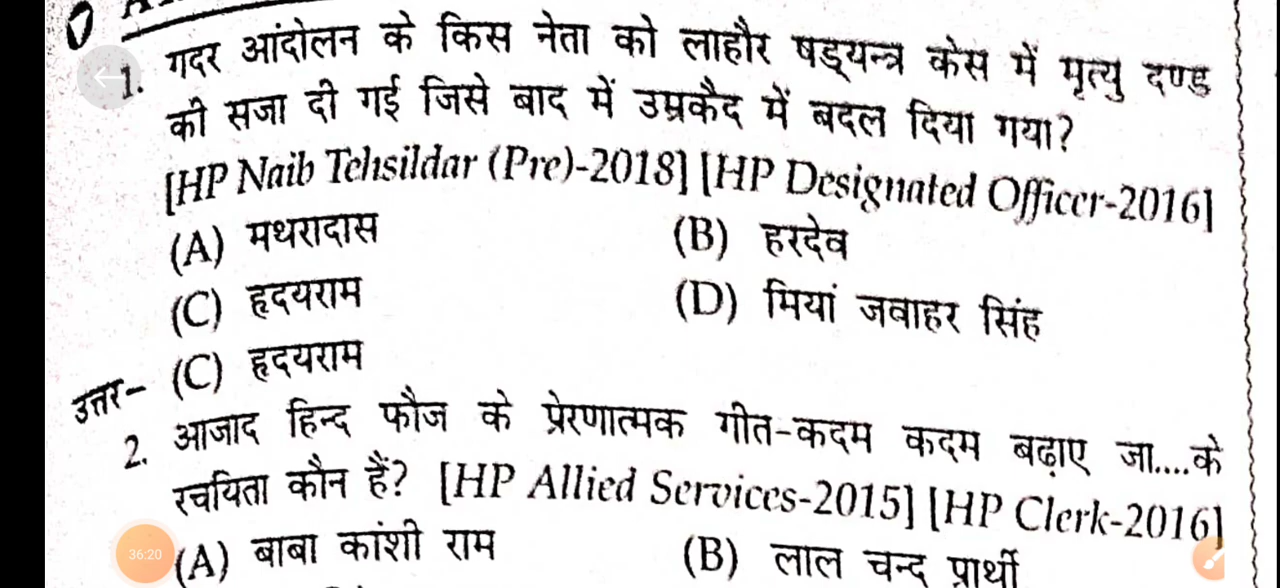 1. गदर आंदोलन के किस नेता को लाहौर षड्यन्त्र केस में मृत्यु दण्ड
की सजा दी गई जिसे बाद में उम्रकैद में बदल दिया गया?
[HP Naib Tehsildar (Pre)-2018] [HP Designated Officer-2016]
(A) मथरादास (B) हरदेव
(C) हृदयराम (D) मियां जवाहर सिंह
उत्तर- (C) हृदयराम
2. आजाद हिन्द फौज के प्रेरणात्मक गीत-कदम कदम बढ़ाए जा....के
रचयिता कौन हैं? [HP Allied Services-2015] [HP Clerk-2016]
36:20
(A) बाबा कांशी राम (B) लाल चन्द प्रार्थी